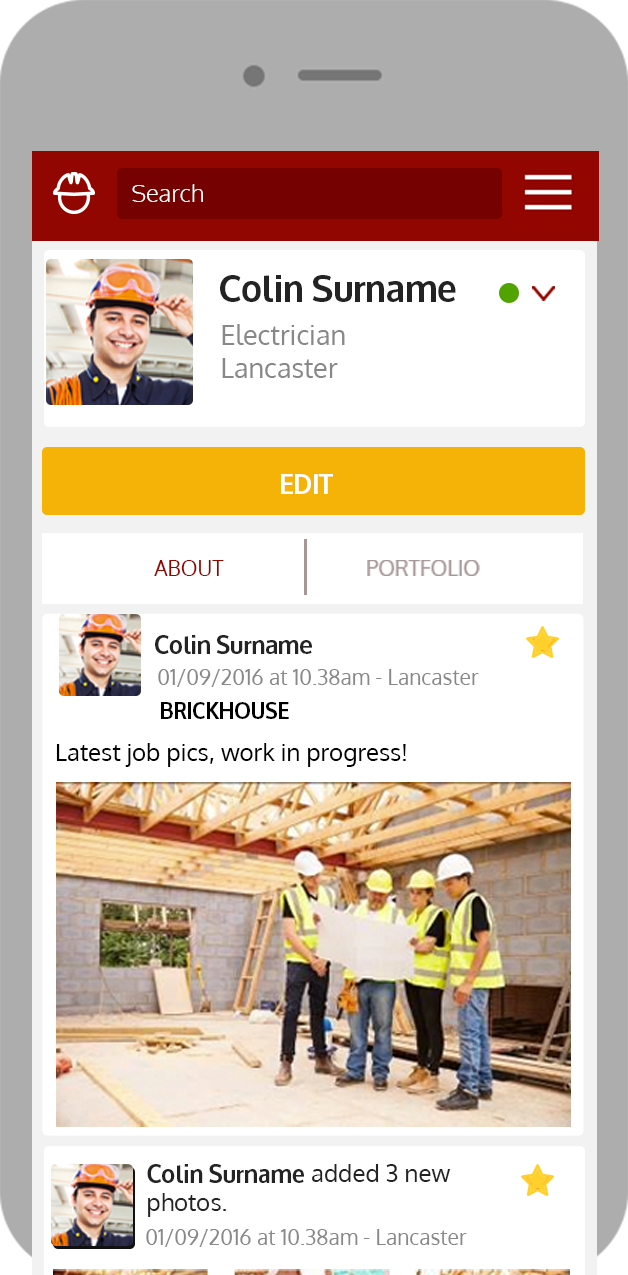 Search
Colin Surname
Electrician
Lancaster
EDIT
ABOUT
PORTFOLIO
Colin Surname
01/09/2016 at 10.38am - Lancaster
BRICKHOUSE
Latest job pics, work in progress!
Colin Surname added 3 new
photos.
01/09/2016 at 10.38am - Lancaster